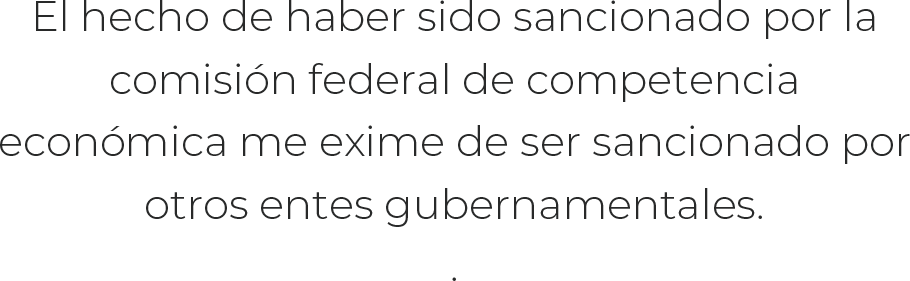 El hecho de haber sido sancionado por la
comisión federal de competencia
económica me exime de ser sancionado por
otros entes gubernamentales.
.